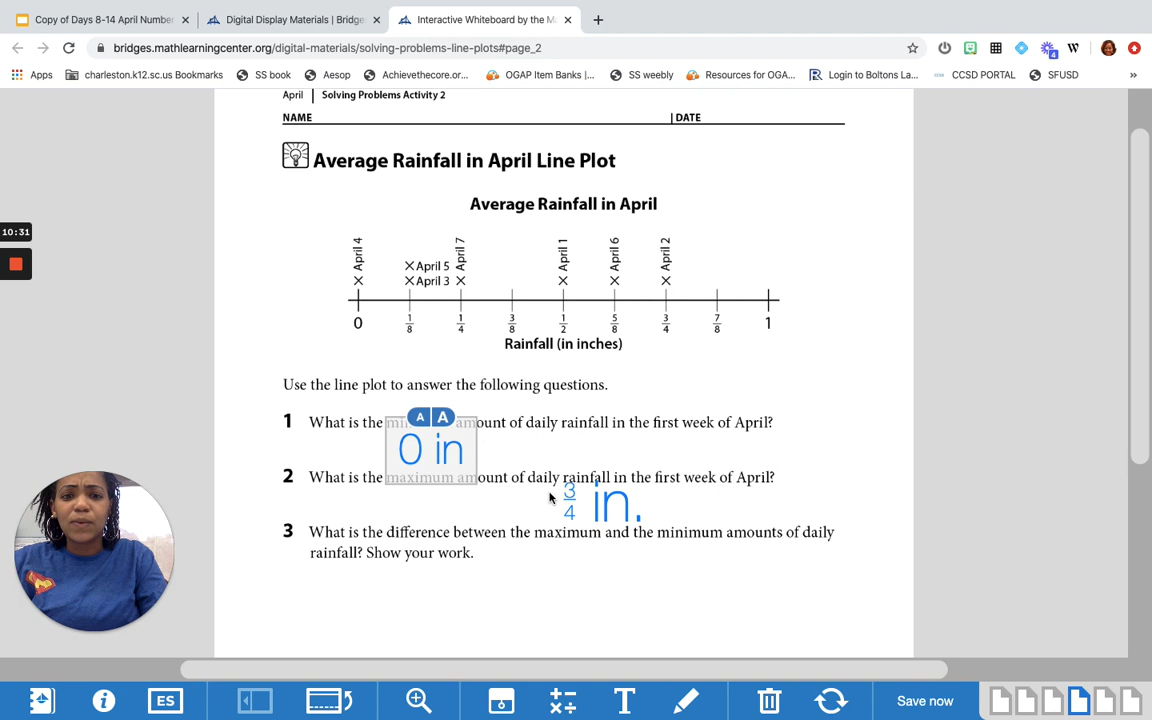 Copy of Days 8-14 April Number
Digital Display Materials | Bridge
Interactive Whiteboard by the M
bridges.mathlearningcenter.org/digital-materials/solving-problems-line-plots#page_2
4
W
Apps
charleston.k12.sc.us Bookmarks
SS book
Aesop
Achievethecore.or...
OGAP Item Banks |...
SS weekly
Resources for OGA...
Login to Boltons La...
CCSD PORTAL
SFUSD
»
April | Solving Problems Activity 2
NAME | DATE
Average Rainfall in April Line Plot
Average Rainfall in April
10:31
× April 4
× April 5
× April 3
× April 7
× April 1
× April 6
× April 2
0 1/8 1/4 3/8 1/2 5/8 3/4 7/8 1
Rainfall (in inches)
Use the line plot to answer the following questions.
A A
1 What is the minimum amount of daily rainfall in the first week of April?
0 in
2 What is the maximum amount of daily rainfall in the first week of April?
3/4 in.
3 What is the difference between the maximum and the minimum amounts of daily
rainfall? Show your work.
ES
T
Save now